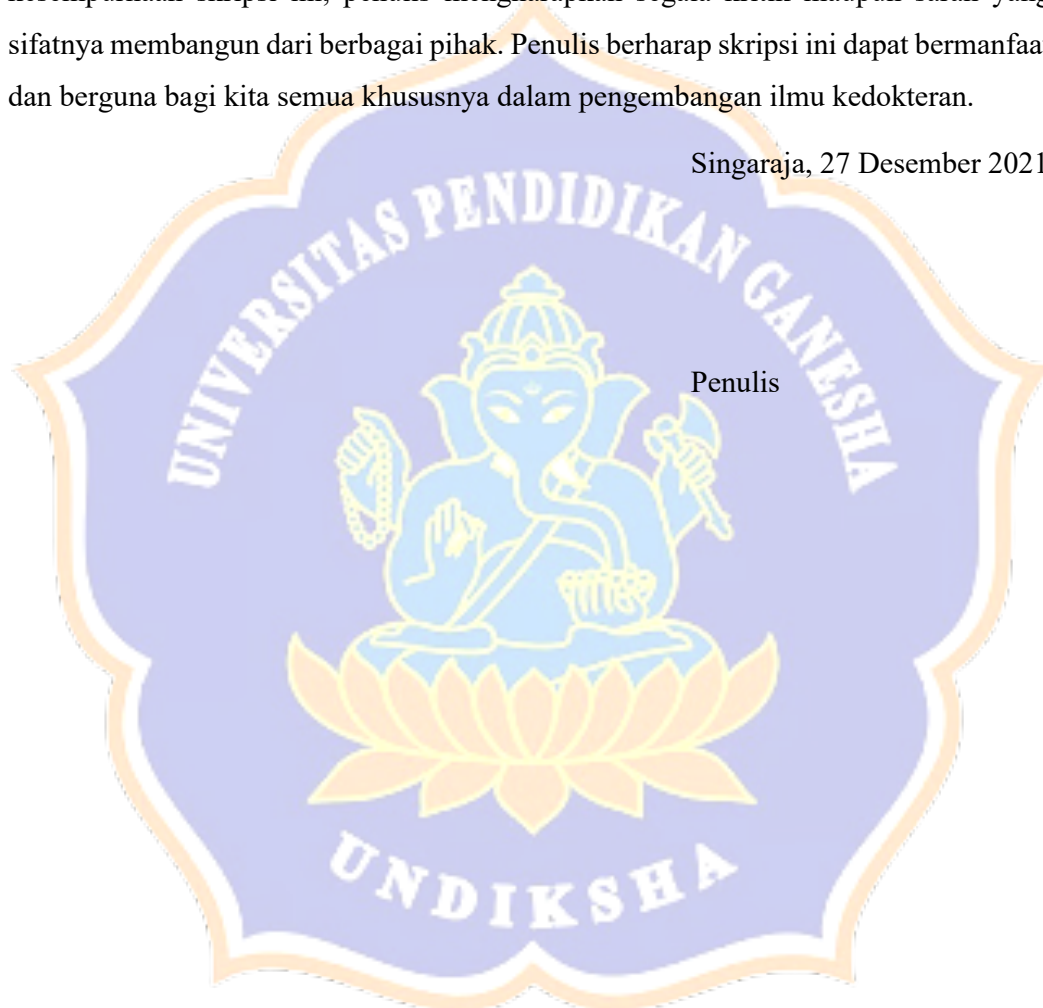 sifatnya membangun dari berbagai pihak. Penulis berharap skripsi ini dapat bermanfaat
dan berguna bagi kita semua khususnya dalam pengembangan ilmu kedokteran.
Singaraja, 27 Desember 2021
UNIVERSITAS PENDIDIKAN GANESHA
Penulis
UNDIKSHA